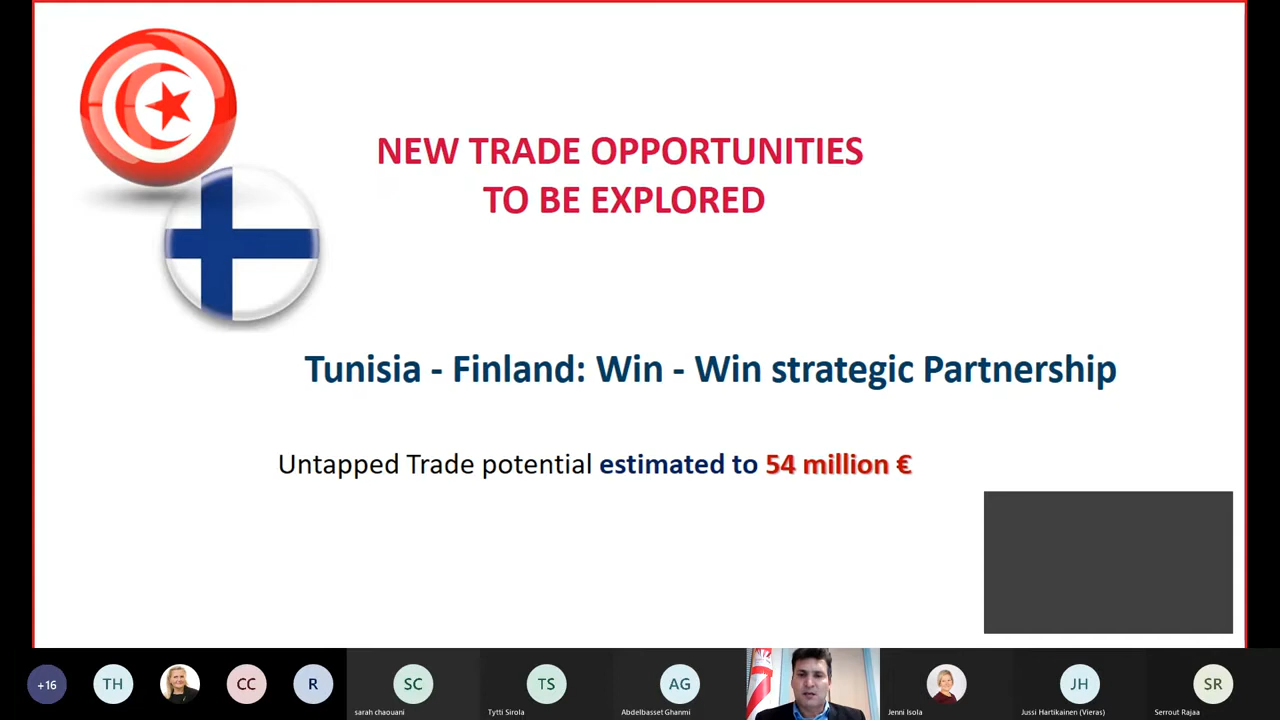 NEW TRADE OPPORTUNITIES
TO BE EXPLORED
Tunisia - Finland: Win - Win strategic Partnership
Untapped Trade potential estimated to 54 million €
+16
TH
CC
R
SC
TS
AG
JH
SR
sarah chaouani
Tytti Sirola
Abdelbasset Ghanmi
Jenni Isola
Jussi Hartikainen (Vieras)
Serrout Rajaa